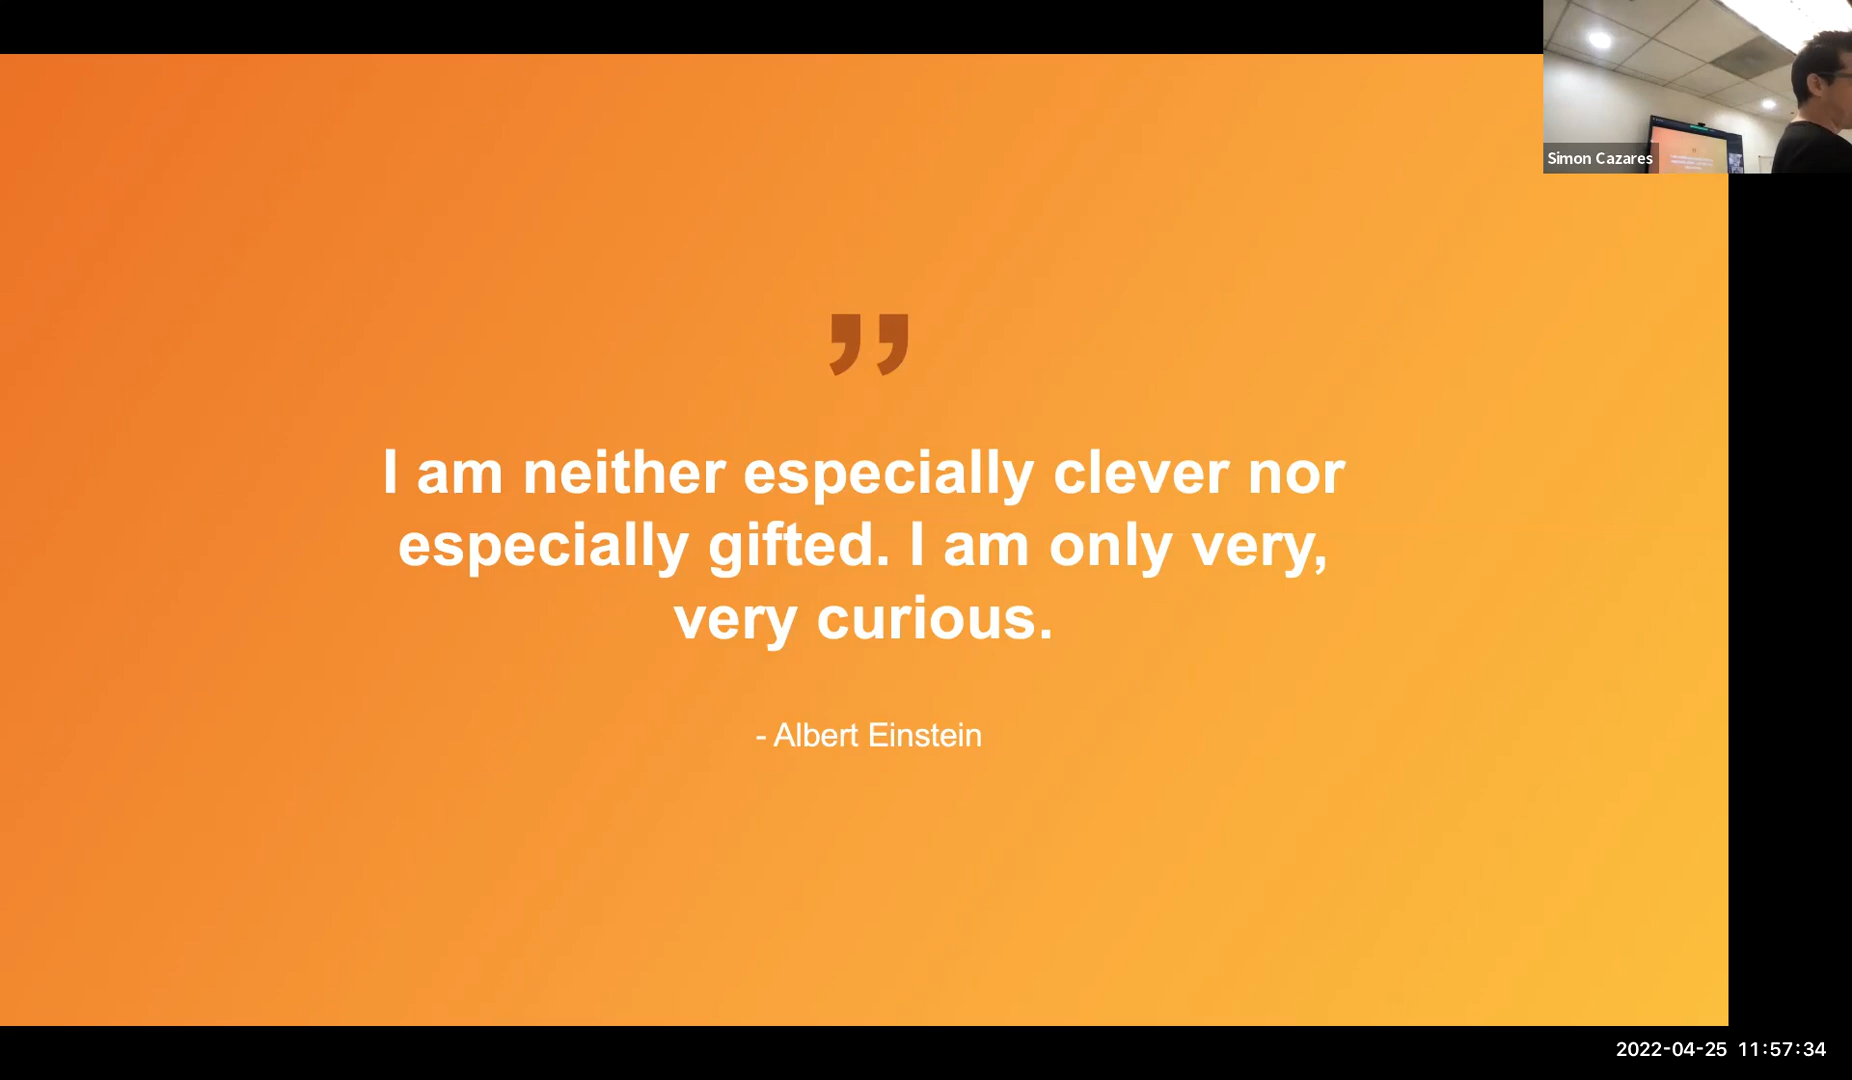 Simon Cazares
”
I am neither especially clever nor
especially gifted. I am only very,
very curious.
- Albert Einstein
2022-04-25 11:57:34